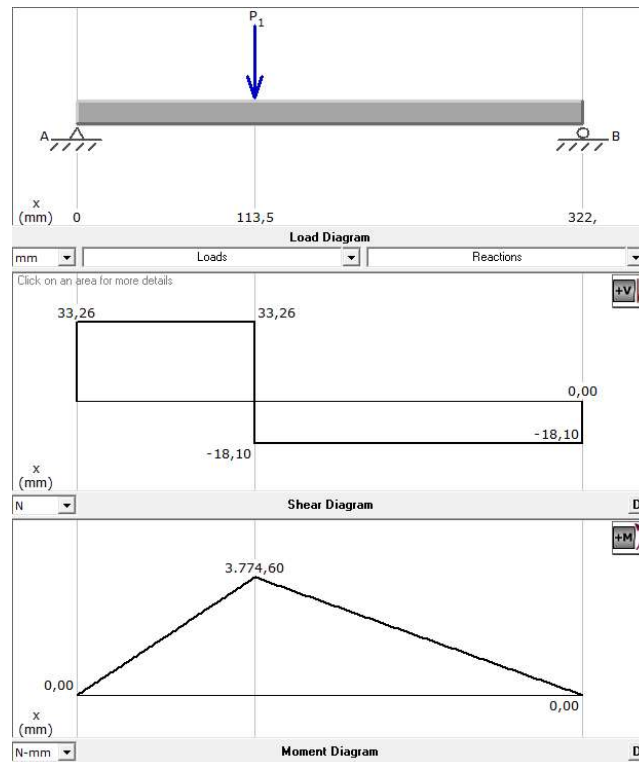 P1
A
B
x
(mm) 0 113,5 322,
Load Diagram
mm Loads Reactions
Click on an area for more details
+V
33,26 33,26
0,00
-18,10 -18,10
x
(mm)
N Shear Diagram D
+M
3.774,60
0,00
0,00
x
(mm)
N-mm Moment Diagram D